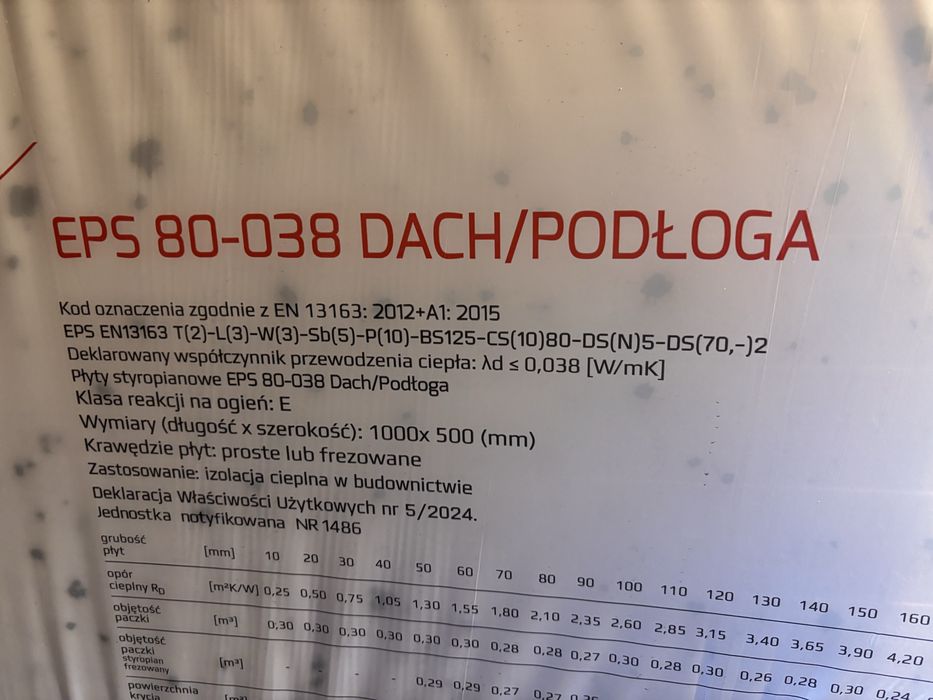 EPS 80-038 DACH/PODŁOGA
Kod oznaczenia zgodnie z EN 13163: 2012+A1: 2015
EPS EN13163 T(2)-L(3)-W(3)-Sb(5)-P(10)-BS125-CS(10)80-DS(N)5-DS(70,-)2
Deklarowany współczynnik przewodzenia ciepła: λd ≤ 0,038 [W/mK]
Płyty styropianowe EPS 80-038 Dach/Podłoga
Klasa reakcji na ogień: E
Wymiary (długość x szerokość): 1000x 500 (mm)
Krawędzie płyt: proste lub frezowane
Zastosowanie: izolacja cieplna w budownictwie
Deklaracja Właściwości Użytkowych nr 5/2024.
Jednostka notyfikowana NR 1486
grubość
płyt [mm] 10 20 30 40 50 60 70 80 90 100 110 120 130 140 150 160
opór
cieplny RD [m²K/W] 0,25 0,50 0,75 1,05 1,30 1,55 1,80 2,10 2,35 2,60 2,85 3,15 3,40 3,65 3,90 4,20
objętość
paczki [m³] 0,30 0,30 0,30 0,30 0,30 0,30 0,28 0,28 0,27 0,30 0,28 0,30 0,26 0,28 0,30 0,24
objętość
paczki
styropian
frezowany [m³] - - - 0,29 0,29 0,27 0,27
powierzchnia
krycia